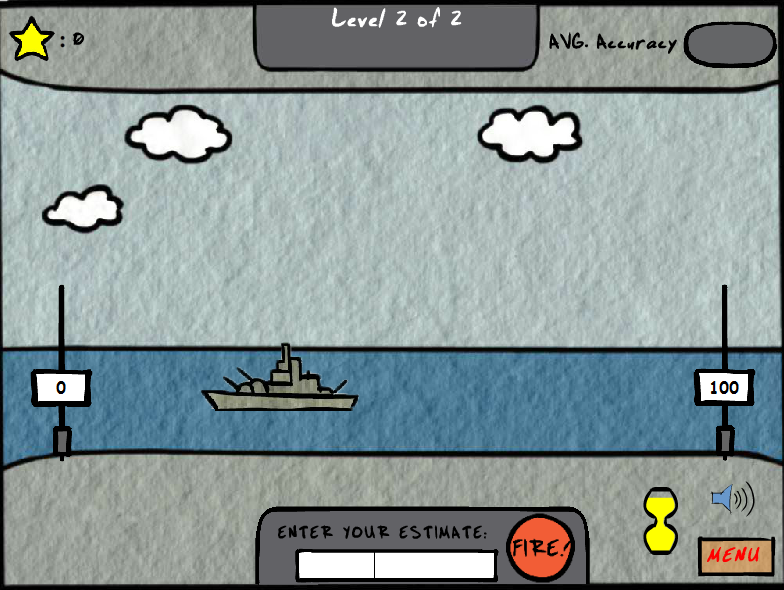 : 0
Level 2 of 2
AVG. Accuracy
0
100
ENTER YOUR ESTIMATE:
FIRE!
MENU